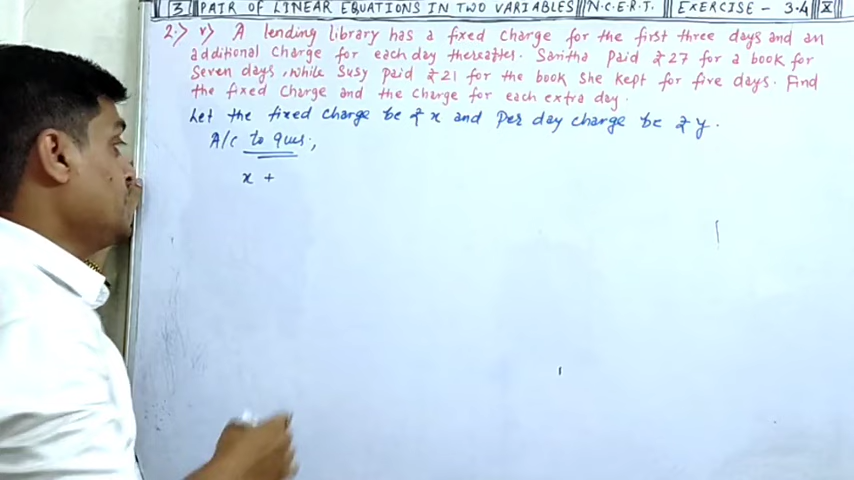 3 PAIR OF LINEAR EQUATIONS IN TWO VARIABLES N.C.E.R.T. EXERCISE - 3.4 X
2.> v) A lending library has a fixed charge for the first three days and an
additional charge for each day thereafter. Saritha Paid ₹27 for a book for
Seven days, while Susy paid ₹21 for the book She kept for five days. Find
the fixed Charge and the charge for each extra day.
Let the fixed charge be ₹ x and Per day charge be ₹ y.
A/C to ques.,
x +